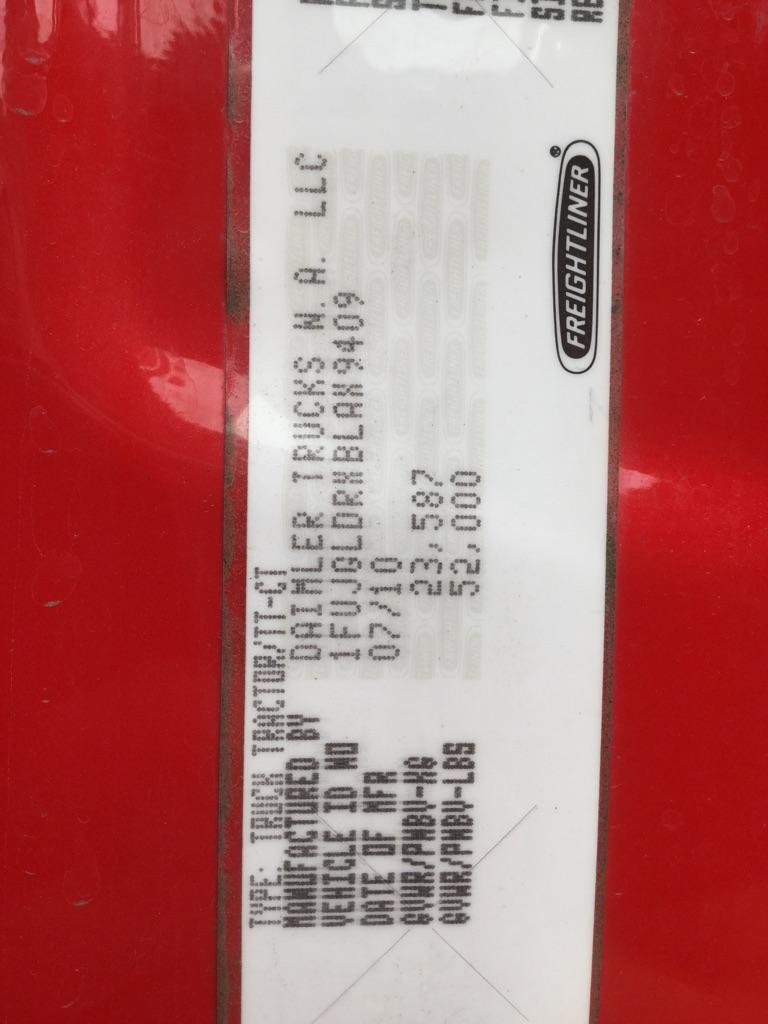 TYPE: TRUCK TRACTOR/TT-CT
MANUFACTURED BY DAIMLER TRUCKS N.A. LLC
VEHICLE ID NO 1FUJGLDRXBLAX9409
DATE OF MFR 07/10
GVWR/PNBV-KG 23,587
GVWR/PNBV-LBS 52,000
FREIGHTLINER®